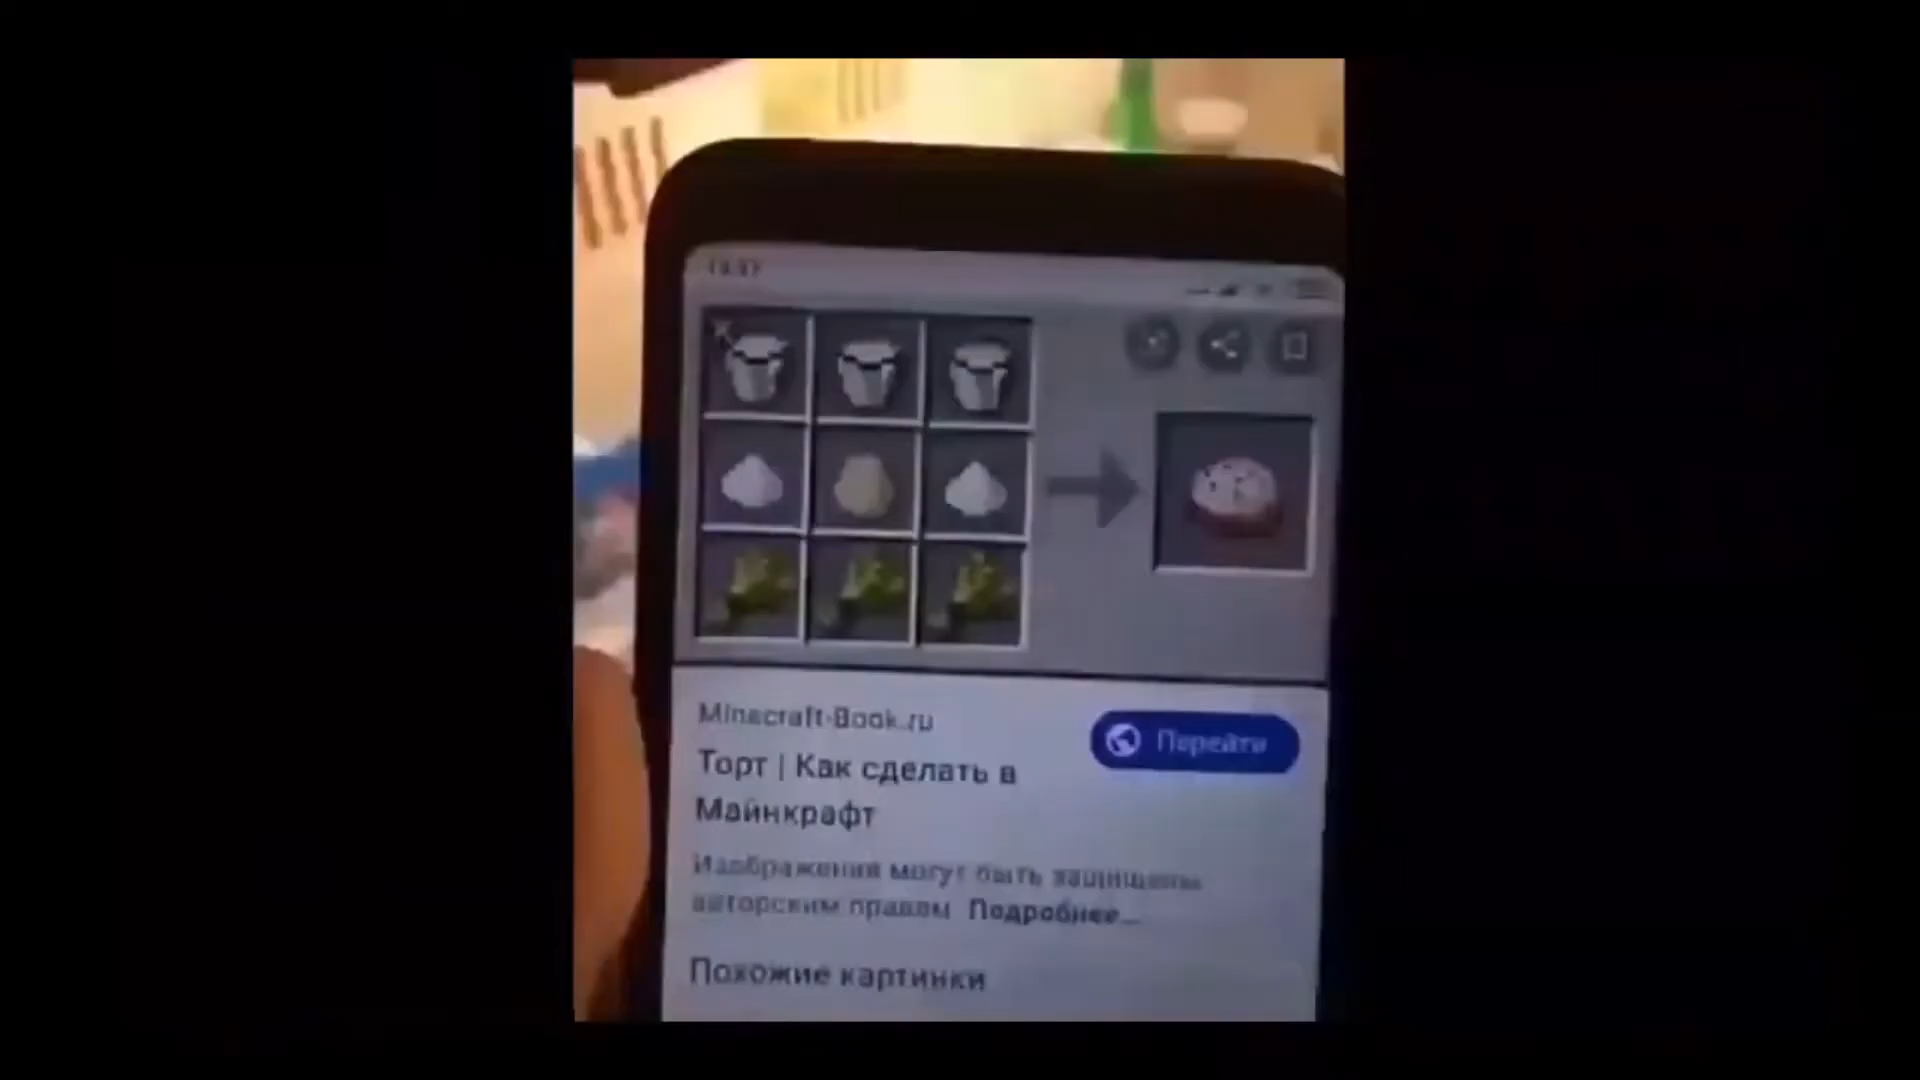 Minecraft-Book.ru
Перейти
Торт | Как сделать в
Майнкрафт
Изображения могут быть защищены
авторским правом Подробнее...
Похожие картинки